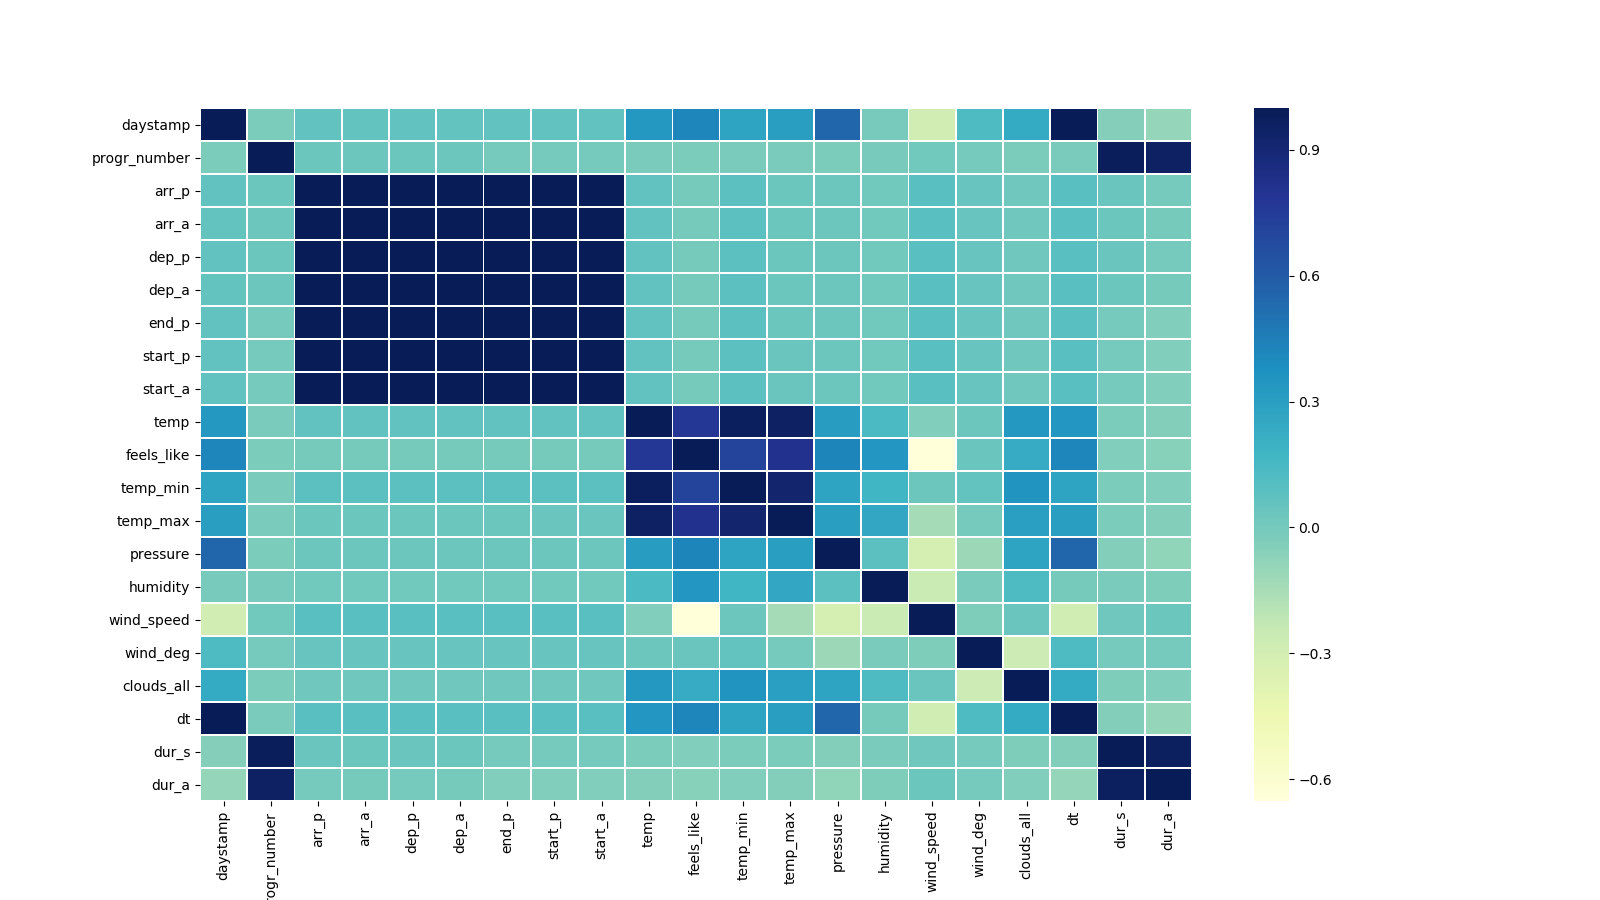 daystamp
progr_number
arr_p
arr_a
dep_p
dep_a
end_p
start_p
start_a
temp
feels_like
temp_min
temp_max
pressure
humidity
wind_speed
wind_deg
clouds_all
dt
dur_s
dur_a
daystamp
rogr_number
arr_p
arr_a
dep_p
dep_a
end_p
start_p
start_a
temp
feels_like
temp_min
temp_max
pressure
humidity
wind_speed
wind_deg
clouds_all
dt
dur_s
dur_a
0.9
0.6
0.3
0.0
−0.3
−0.6